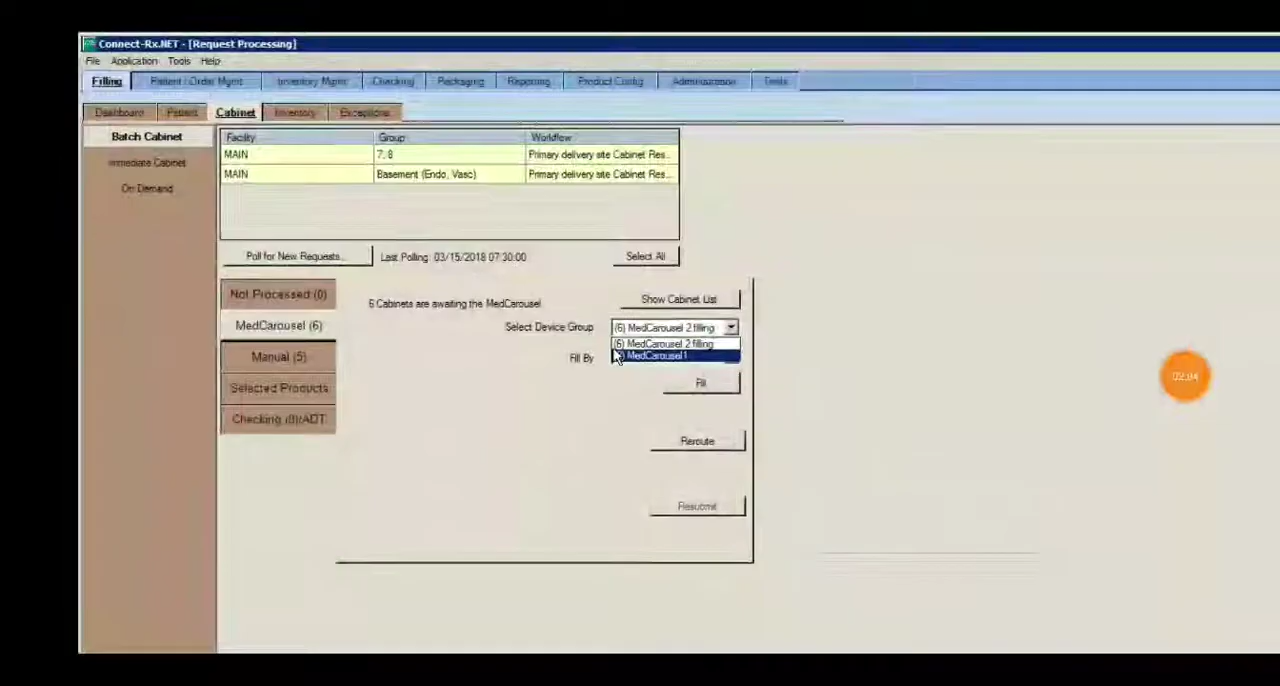 Connect-Rx.NET - [Request Processing]
File Application Tools Help
Filling Patient / Order Mgmt Inventory Mgmt Checking Packaging Reporting Product Config Administration Tools
Dashboard Patient Cabinet Inventory Exceptions
Batch Cabinet
Immediate Cabinet
On Demand
Facility Group Workflow
MAIN 7, 8 Primary delivery site Cabinet Res...
MAIN Basement (Endo, Vasc) Primary delivery site Cabinet Res...
Poll for New Requests... Last Polling: 03/15/2018 07:30:00 Select All
Not Processed (0)
6 Cabinets are awaiting the MedCarousel Show Cabinet List
MedCarousel (6)
Select Device Group (6) MedCarousel 2 filling
(6) MedCarousel 2 filling
MedCarousel1
Manual (5)
Fill By
Fill
Selected Products
Checking (0)/ADT
Reroute
Resubmit
02:04